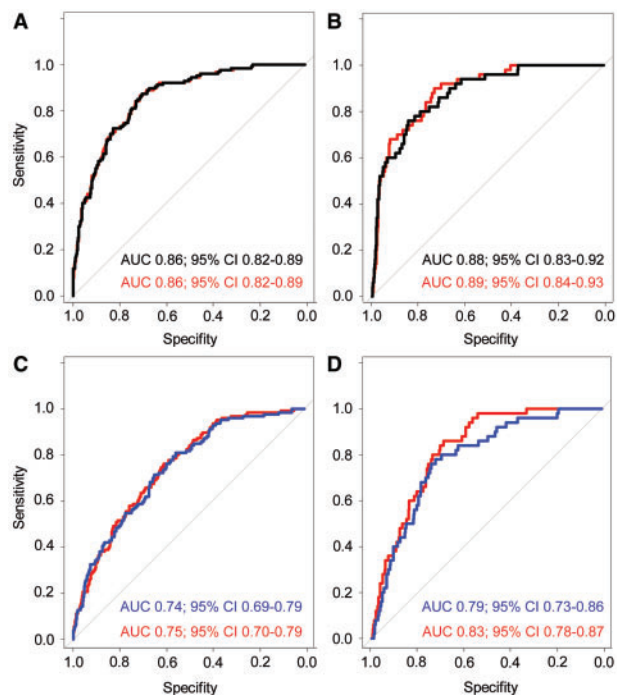 A
B
1.0
0.8
0.6
0.4
0.2
0.0
Sensitivity
AUC 0.86; 95% CI 0.82-0.89
AUC 0.86; 95% CI 0.82-0.89
1.0 0.8 0.6 0.4 0.2 0.0
Specifity
1.0
0.8
0.6
0.4
0.2
0.0
Sensitivity
AUC 0.88; 95% CI 0.83-0.92
AUC 0.89; 95% CI 0.84-0.93
1.0 0.8 0.6 0.4 0.2 0.0
Specifity
C
D
1.0
0.8
0.6
0.4
0.2
0.0
Sensitivity
AUC 0.74; 95% CI 0.69-0.79
AUC 0.75; 95% CI 0.70-0.79
1.0 0.8 0.6 0.4 0.2 0.0
Specifity
1.0
0.8
0.6
0.4
0.2
0.0
Sensitivity
AUC 0.79; 95% CI 0.73-0.86
AUC 0.83; 95% CI 0.78-0.87
1.0 0.8 0.6 0.4 0.2 0.0
Specifity